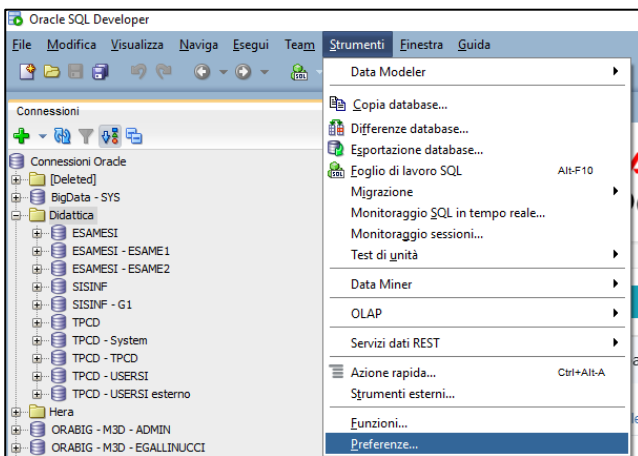 Oracle SQL Developer
File Modifica Visualizza Naviga Esegui Team Strumenti Finestra Guida
Connessioni
Connessioni Oracle
[Deleted]
BigData - SYS
Didattica
ESAMESI
ESAMESI - ESAME1
ESAMESI - ESAME2
SISINF
SISINF - G1
TPCD
TPCD - System
TPCD - TPCD
TPCD - USERSI
TPCD - USERSI esterno
Hera
ORABIG - M3D - ADMIN
ORABIG - M3D - EGALLINUCCI
Data Modeler
Copia database...
Differenze database...
Esportazione database...
Foglio di lavoro SQL Alt-F10
Migrazione
Monitoraggio SQL in tempo reale...
Monitoraggio sessioni...
Test di unità
Data Miner
OLAP
Servizi dati REST
Azione rapida... Ctrl+Alt-A
Strumenti esterni...
Funzioni...
Preferenze...